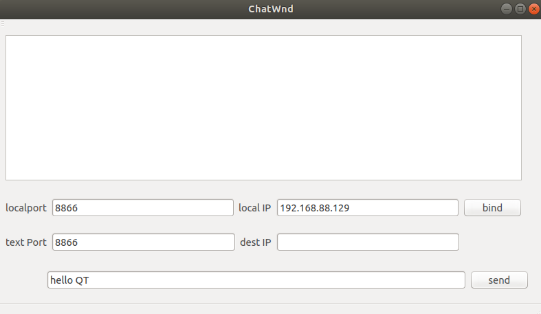 ChatWnd
localport 8866 local IP 192.168.88.129 bind
text Port 8866 dest IP
hello QT send